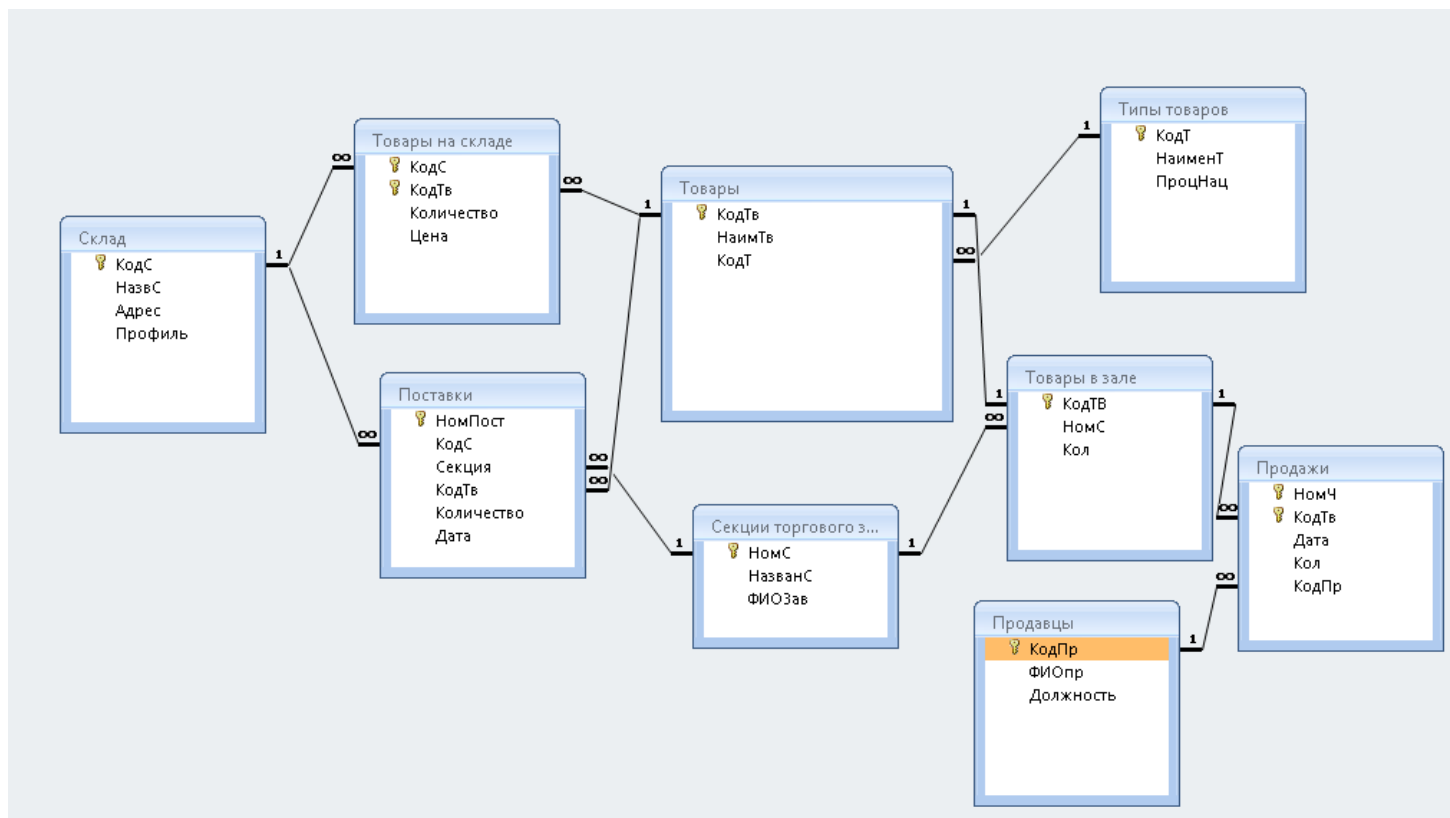 Склад
КодС
НазвС
Адрес
Профиль
1
Товары на складе
КодС
КодТв
Количество
Цена
∞
∞
Поставки
НомПост
КодС
Секция
КодТв
Количество
Дата
∞
∞
∞
Товары
КодТв
НаимТв
КодТ
1
1
∞
Секции торгового з...
НомС
НазванС
ФИОЗав
1
1
Типы товаров
КодТ
НаименТ
ПроцНац
1
Товары в зале
КодТВ
НомС
Кол
1
∞
1
Продавцы
КодПр
ФИОпр
Должность
1
Продажи
НомЧ
КодТв
Дата
Кол
КодПр
∞
∞